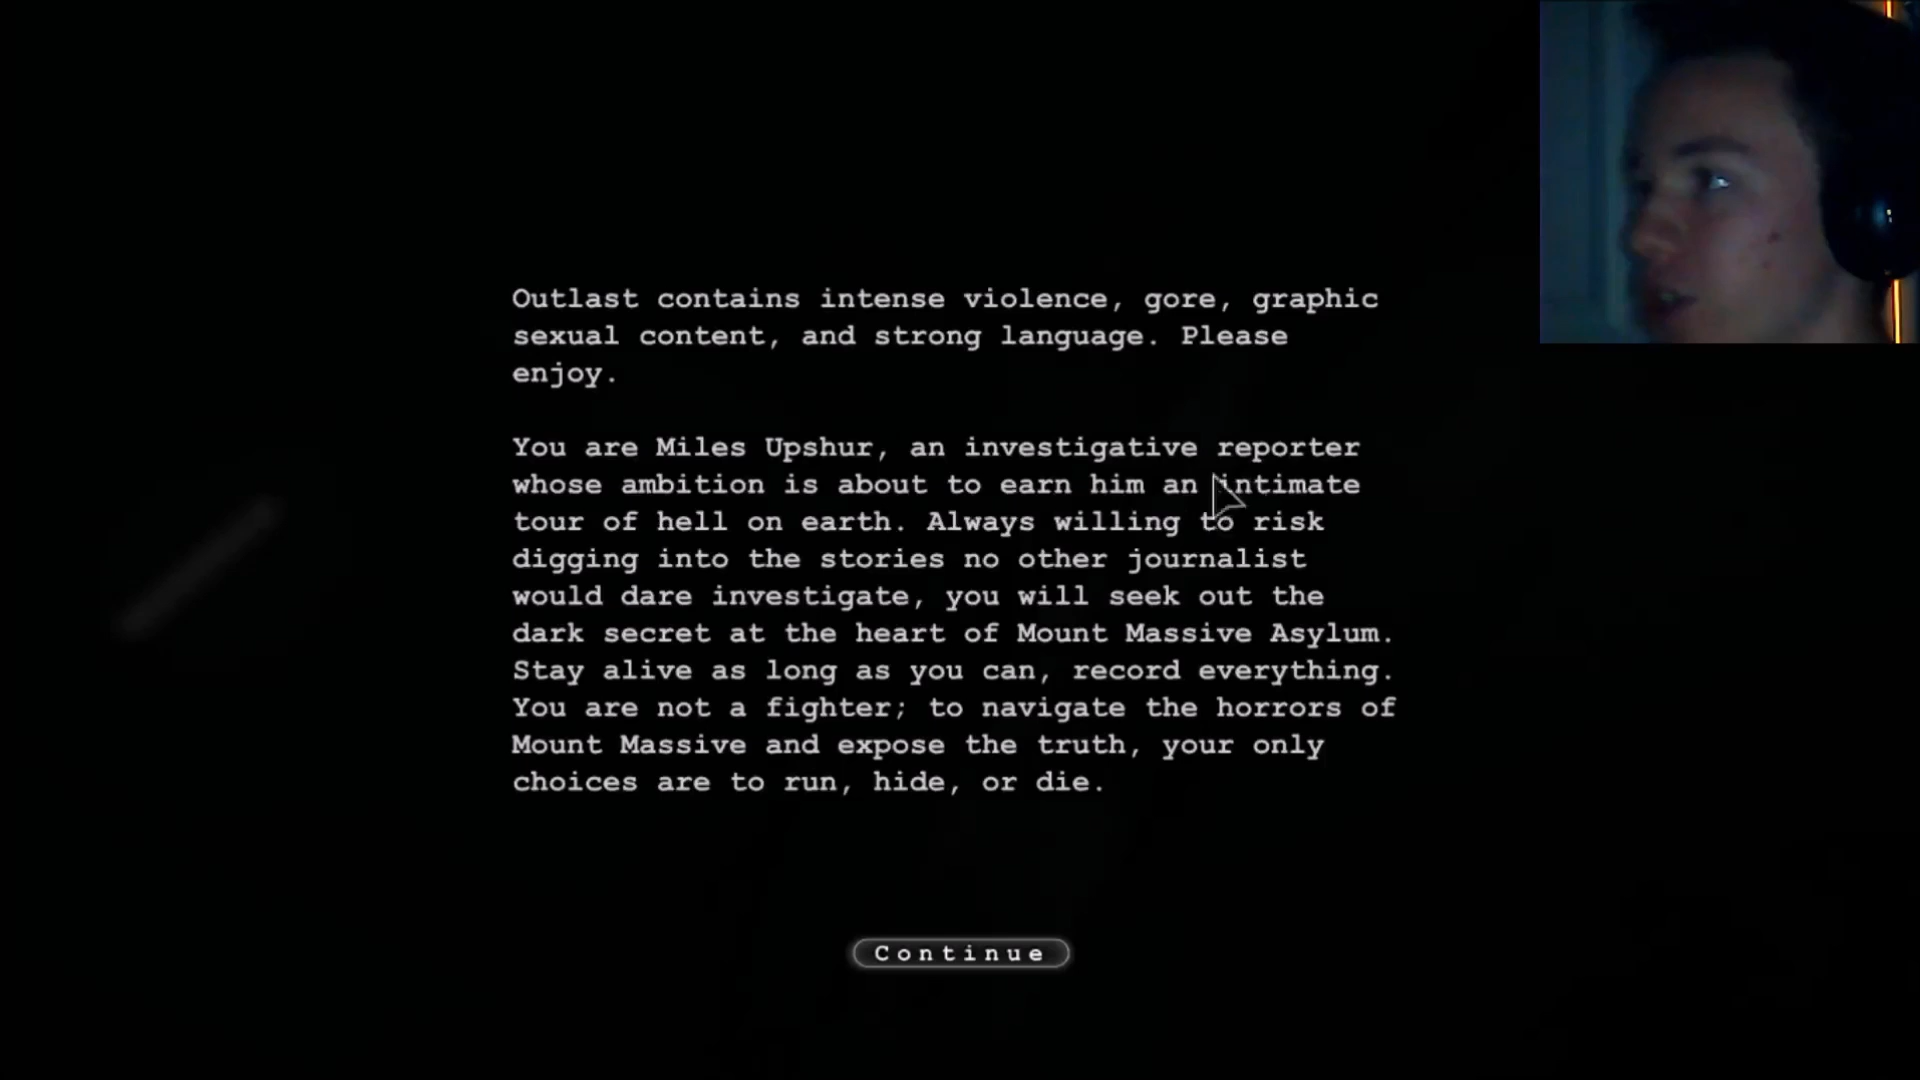 Outlast contains intense violence, gore, graphic
sexual content, and strong language. Please
enjoy.
You are Miles Upshur, an investigative reporter
whose ambition is about to earn him an intimate
tour of hell on earth. Always willing to risk
digging into the stories no other journalist
would dare investigate, you will seek out the
dark secret at the heart of Mount Massive Asylum.
Stay alive as long as you can, record everything.
You are not a fighter; to navigate the horrors of
Mount Massive and expose the truth, your only
choices are to run, hide, or die.
Continue